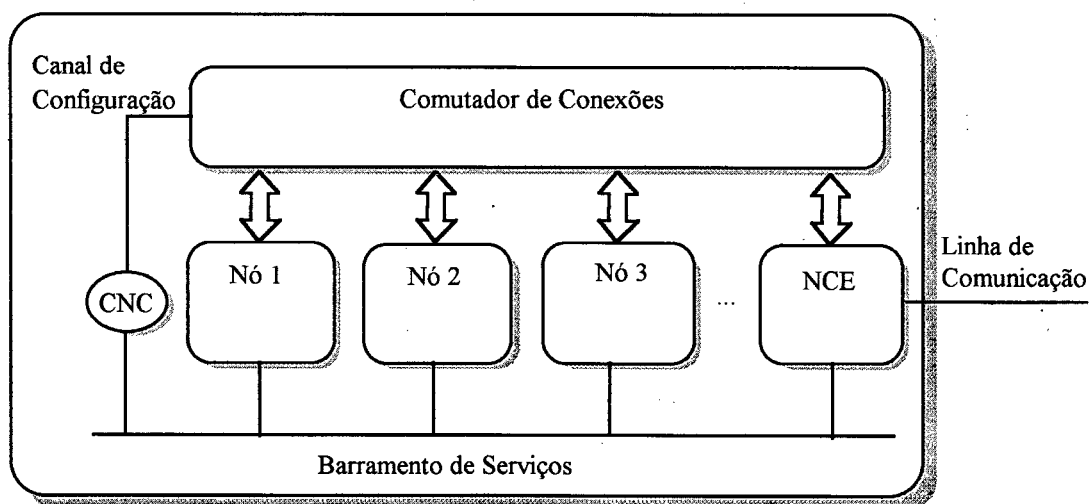 Canal de
Configuração
Comutador de Conexões
Nó 1
Nó 2
Nó 3
...
NCE
Linha de
Comunicação
CNC
Barramento de Serviços